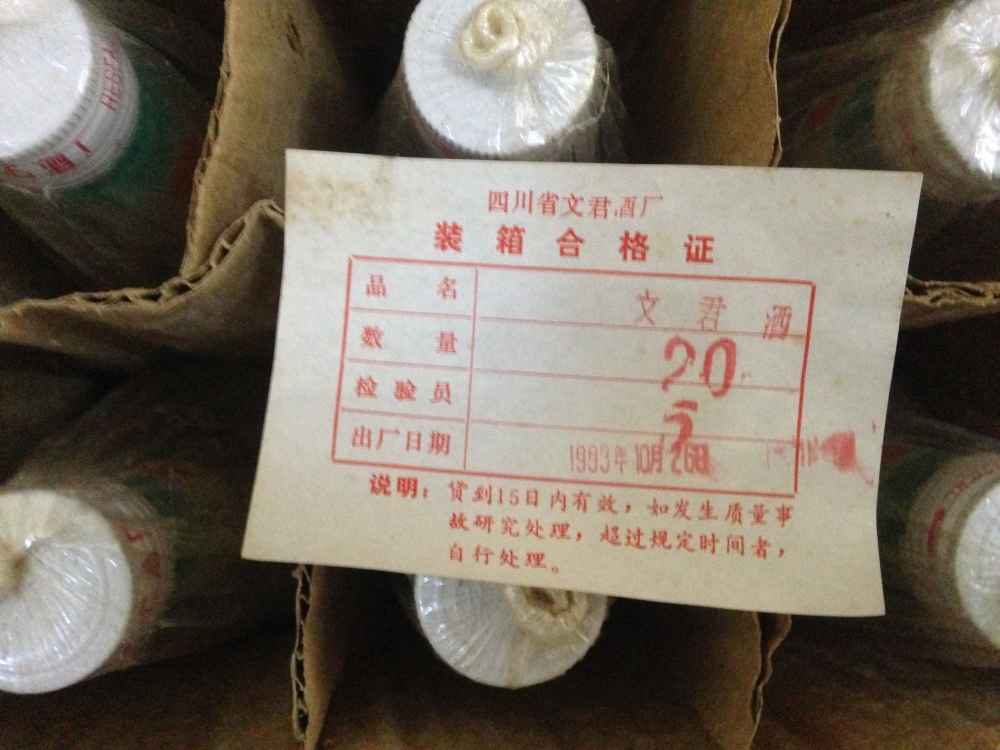 四川省文君酒厂
装箱合格证
品名 文君酒
数量 20
检验员 5
出厂日期 1993年10月26日
说明：贷到15日内有效，如发生质量事
故研究处理，超过规定时间者，
自行处理。